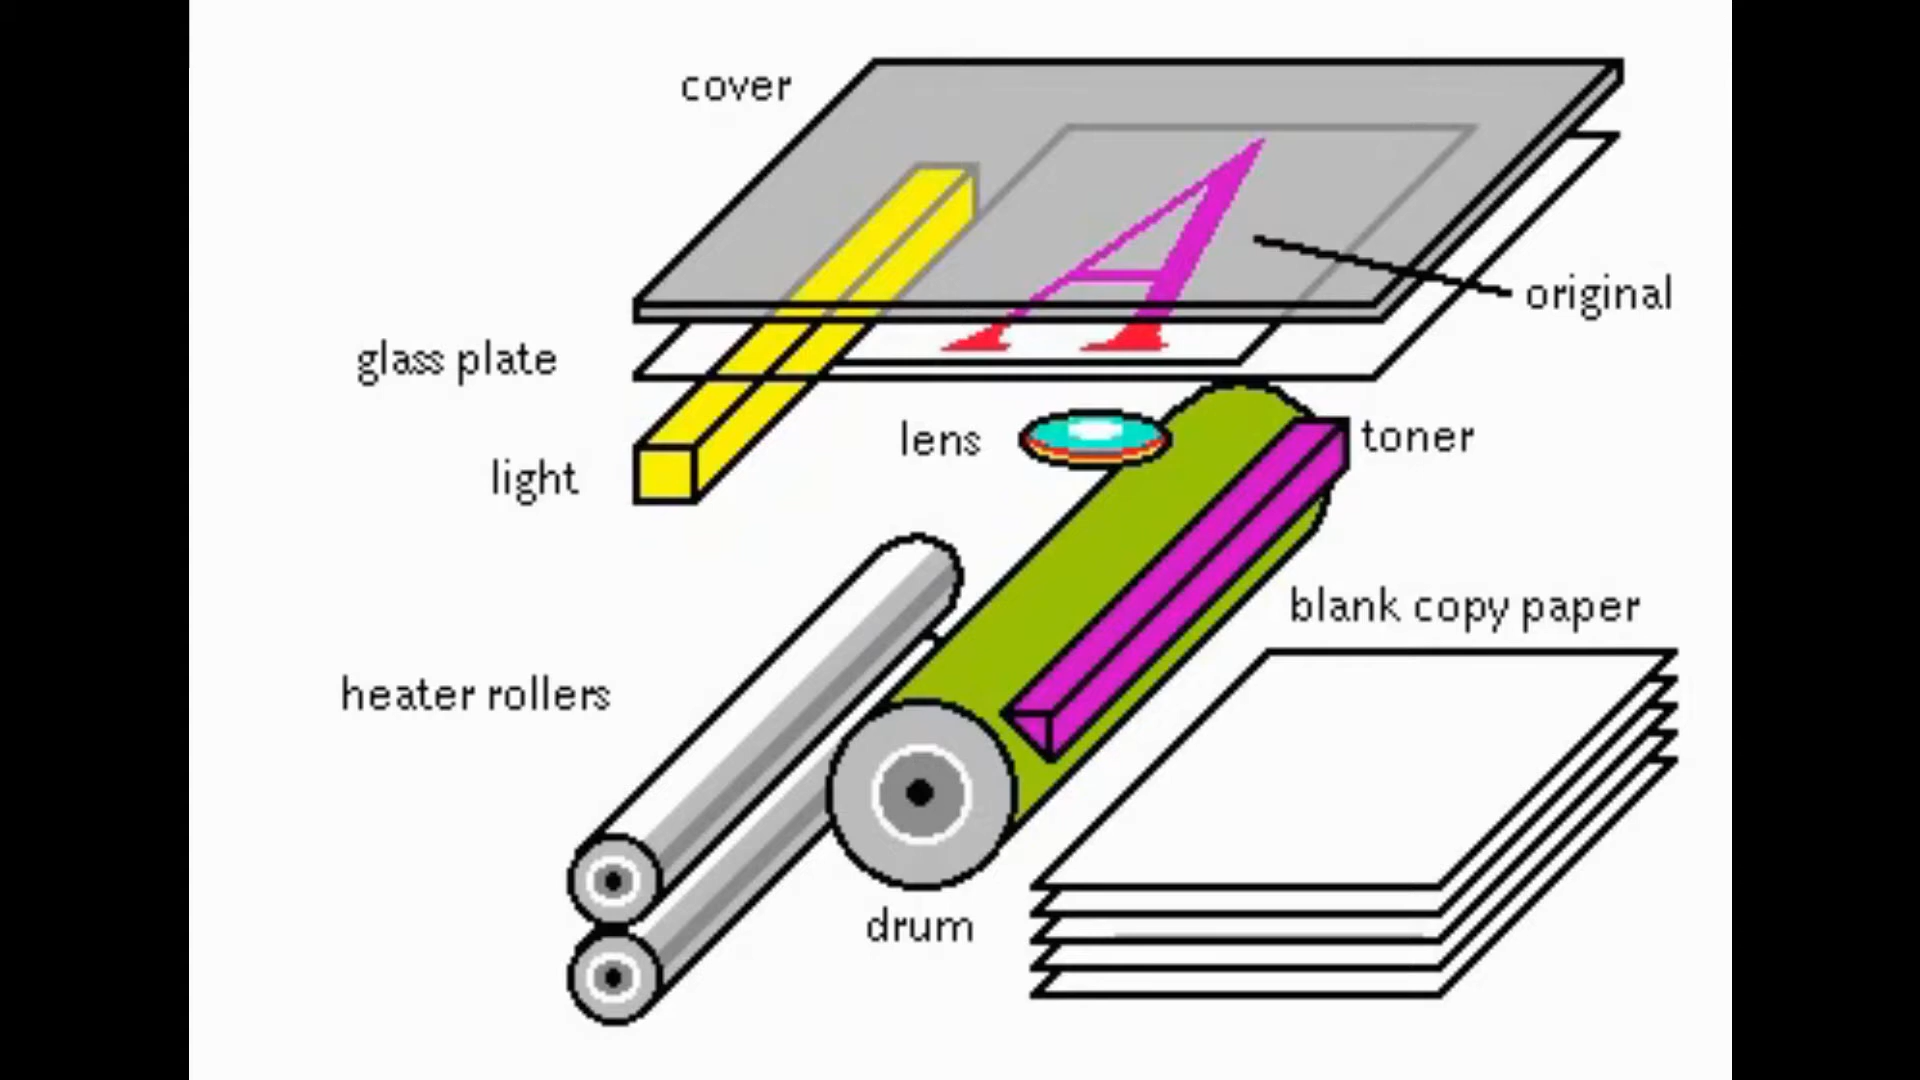 cover
A
original
glass plate
lens
toner
light
blank copy paper
heater rollers
drum